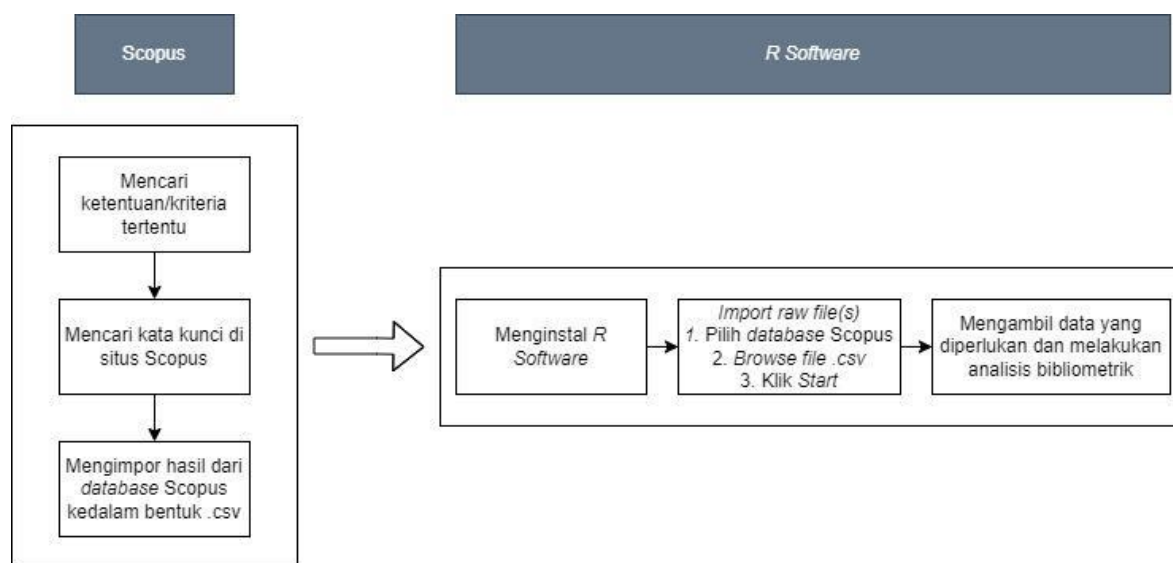 Scopus
R Software
Mencari
ketentuan/kriteria
tertentu
Mencari kata kunci di
situs Scopus
Mengimpor hasil dari
database Scopus
kedalam bentuk .csv
Menginstal R
Software
Import raw file(s)
1. Pilih database Scopus
2. Browse file .csv
3. Klik Start
Mengambil data yang
diperlukan dan melakukan
analisis bibliometrik